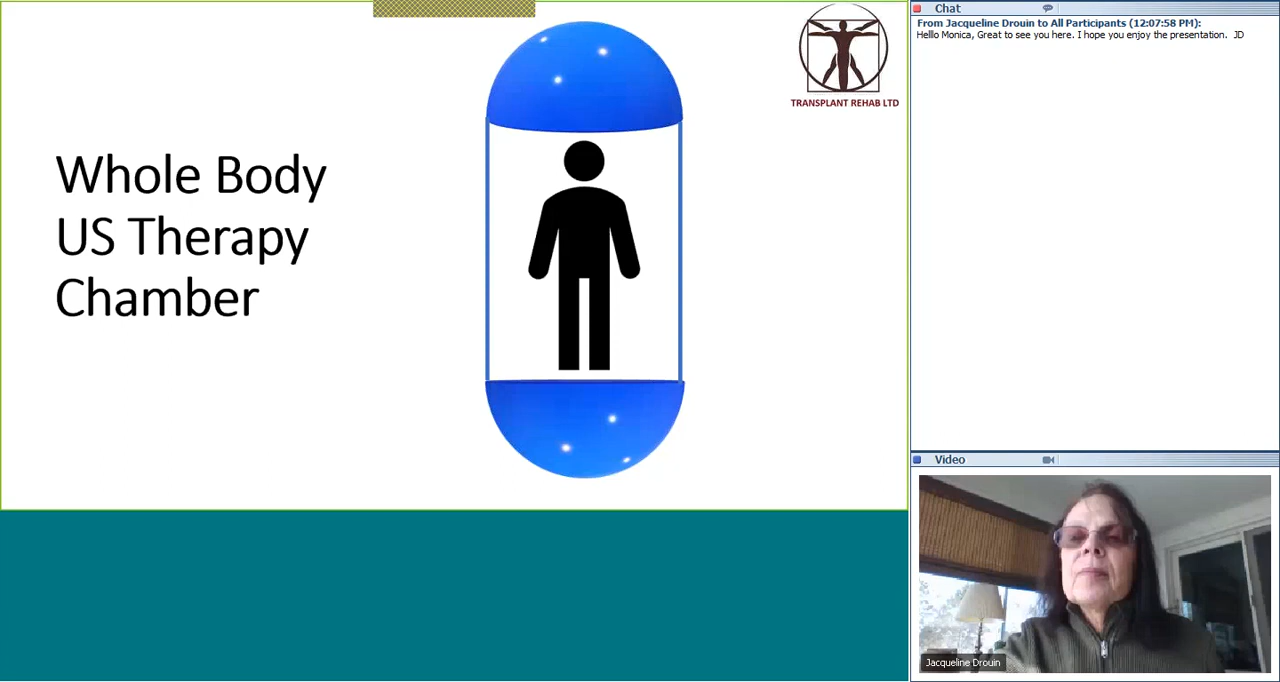 Whole Body
US Therapy
Chamber
TRANSPLANT REHAB LTD
Chat
From Jacqueline Drouin to All Participants (12:07:58 PM):
Helllo Monica, Great to see you here. I hope you enjoy the presentation.  JD
Video
Jacqueline Drouin